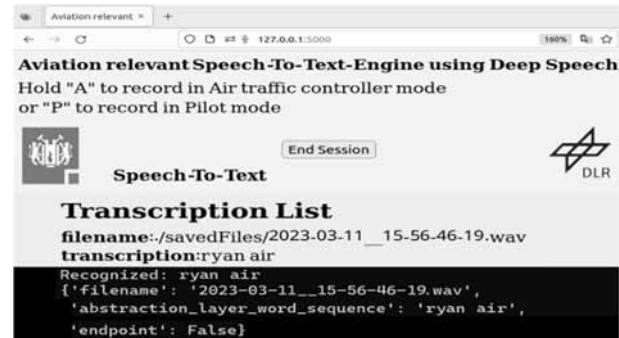 Aviation relevant × +
127.0.0.1:5000 160%
Aviation relevant Speech-To-Text-Engine using Deep Speech
Hold "A" to record in Air traffic controller mode
or "P" to record in Pilot mode
End Session
DLR
Speech-To-Text
Transcription List
filename:./savedFiles/2023-03-11__15-56-46-19.wav
transcription:ryan air
Recognized: ryan air
{'filename': '2023-03-11__15-56-46-19.wav',
'abstraction_layer_word_sequence': 'ryan air',
'endpoint': False}